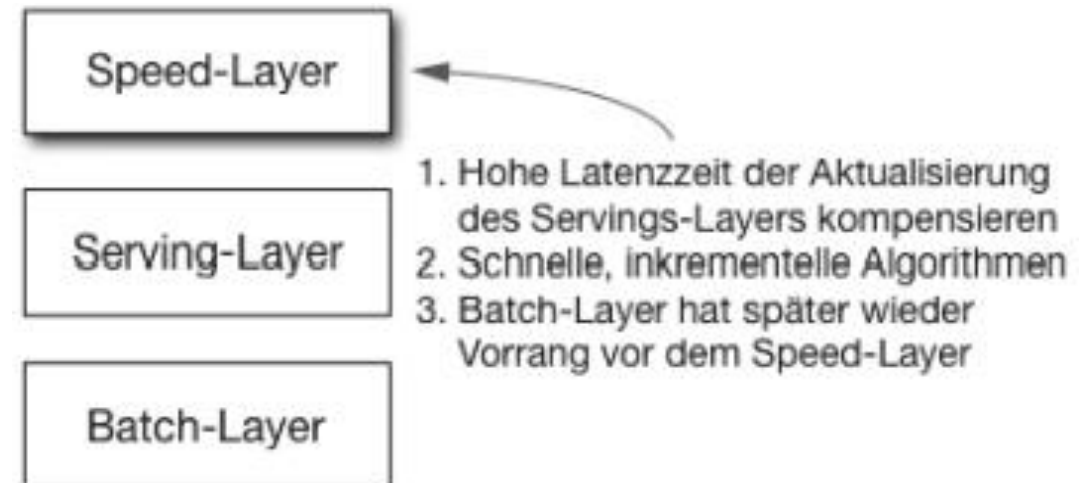 Speed-Layer
1. Hohe Latenzzeit der Aktualisierung
des Servings-Layers kompensieren
2. Schnelle, inkrementelle Algorithmen
3. Batch-Layer hat später wieder
Vorrang vor dem Speed-Layer
Serving-Layer
Batch-Layer